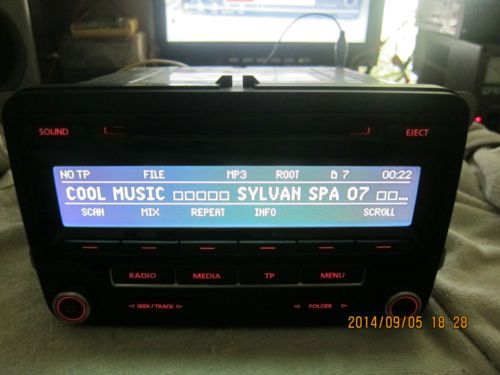 SOUND EJECT
NO TP FILE MP3 ROOT 7 00:22
COOL MUSIC □□□□□ SYLVAN SPA 07 □□...
SCAN MIX REPEAT INFO SCROLL
RADIO MEDIA TP MENU
◁ SEEK / TRACK ▷ ◁ FOLDER ▷
2014/09/05 18:28